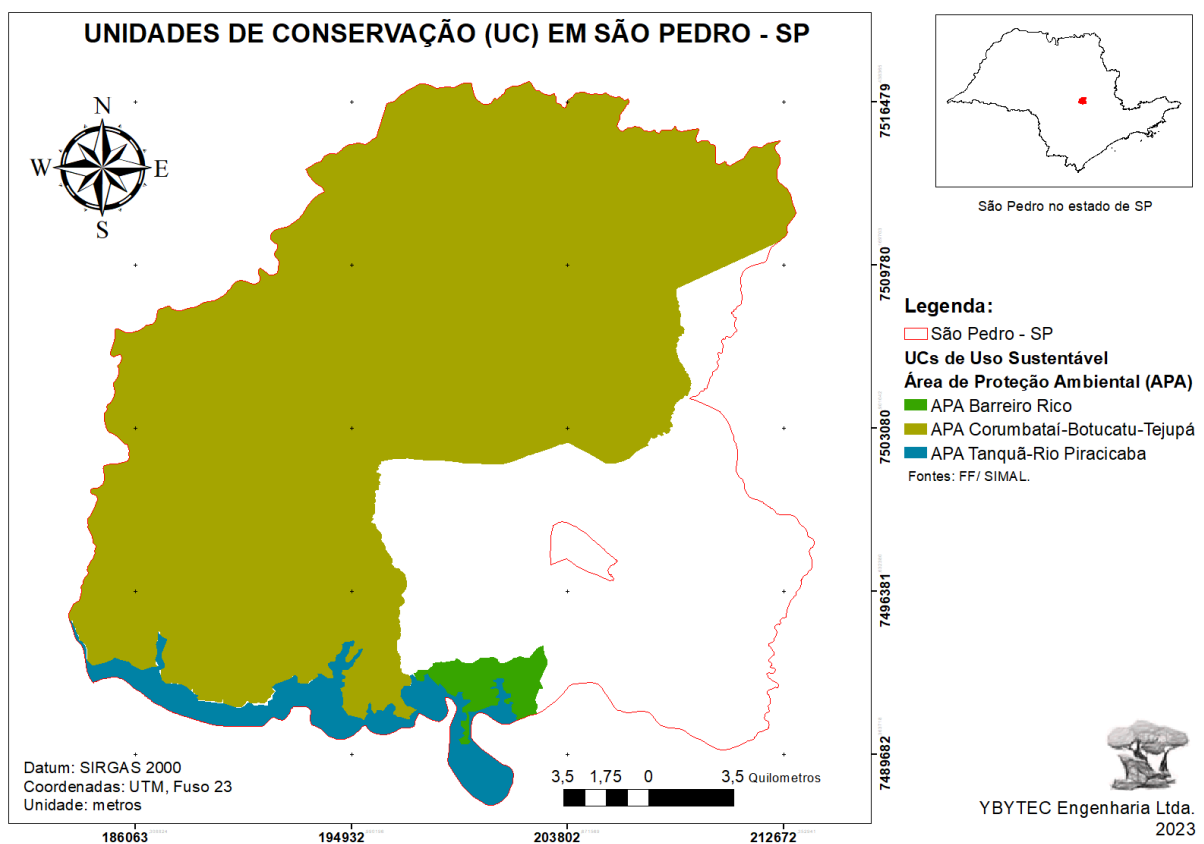 UNIDADES DE CONSERVAÇÃO (UC) EM SÃO PEDRO - SP
N
W
E
S
7516479
7509780
7503080
7496381
7489682
São Pedro no estado de SP
Legenda:
São Pedro - SP
UCs de Uso Sustentável
Área de Proteção Ambiental (APA)
APA Barreiro Rico
APA Corumbataí-Botucatu-Tejupá
APA Tanquã-Rio Piracicaba
Fontes: FF/ SIMAL.
Datum: SIRGAS 2000
Coordenadas: UTM, Fuso 23
Unidade: metros
3,5 1,75 0 3,5 Quilometros
186063 194932 203802 212672
YBYTEC Engenharia Ltda.
2023